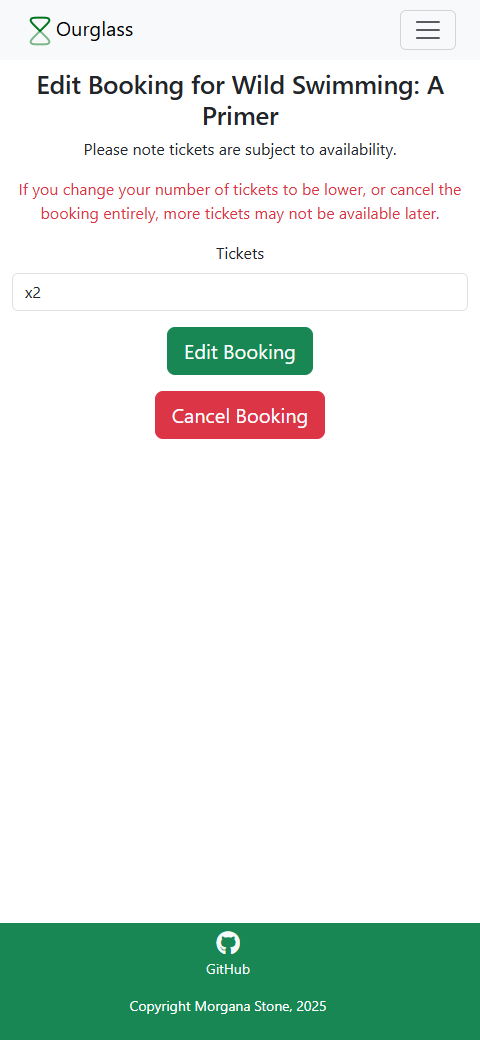 Ourglass
Edit Booking for Wild Swimming: A
Primer
Please note tickets are subject to availability.
If you change your number of tickets to be lower, or cancel the
booking entirely, more tickets may not be available later.
Tickets
x2
Edit Booking
Cancel Booking
GitHub
Copyright Morgana Stone, 2025